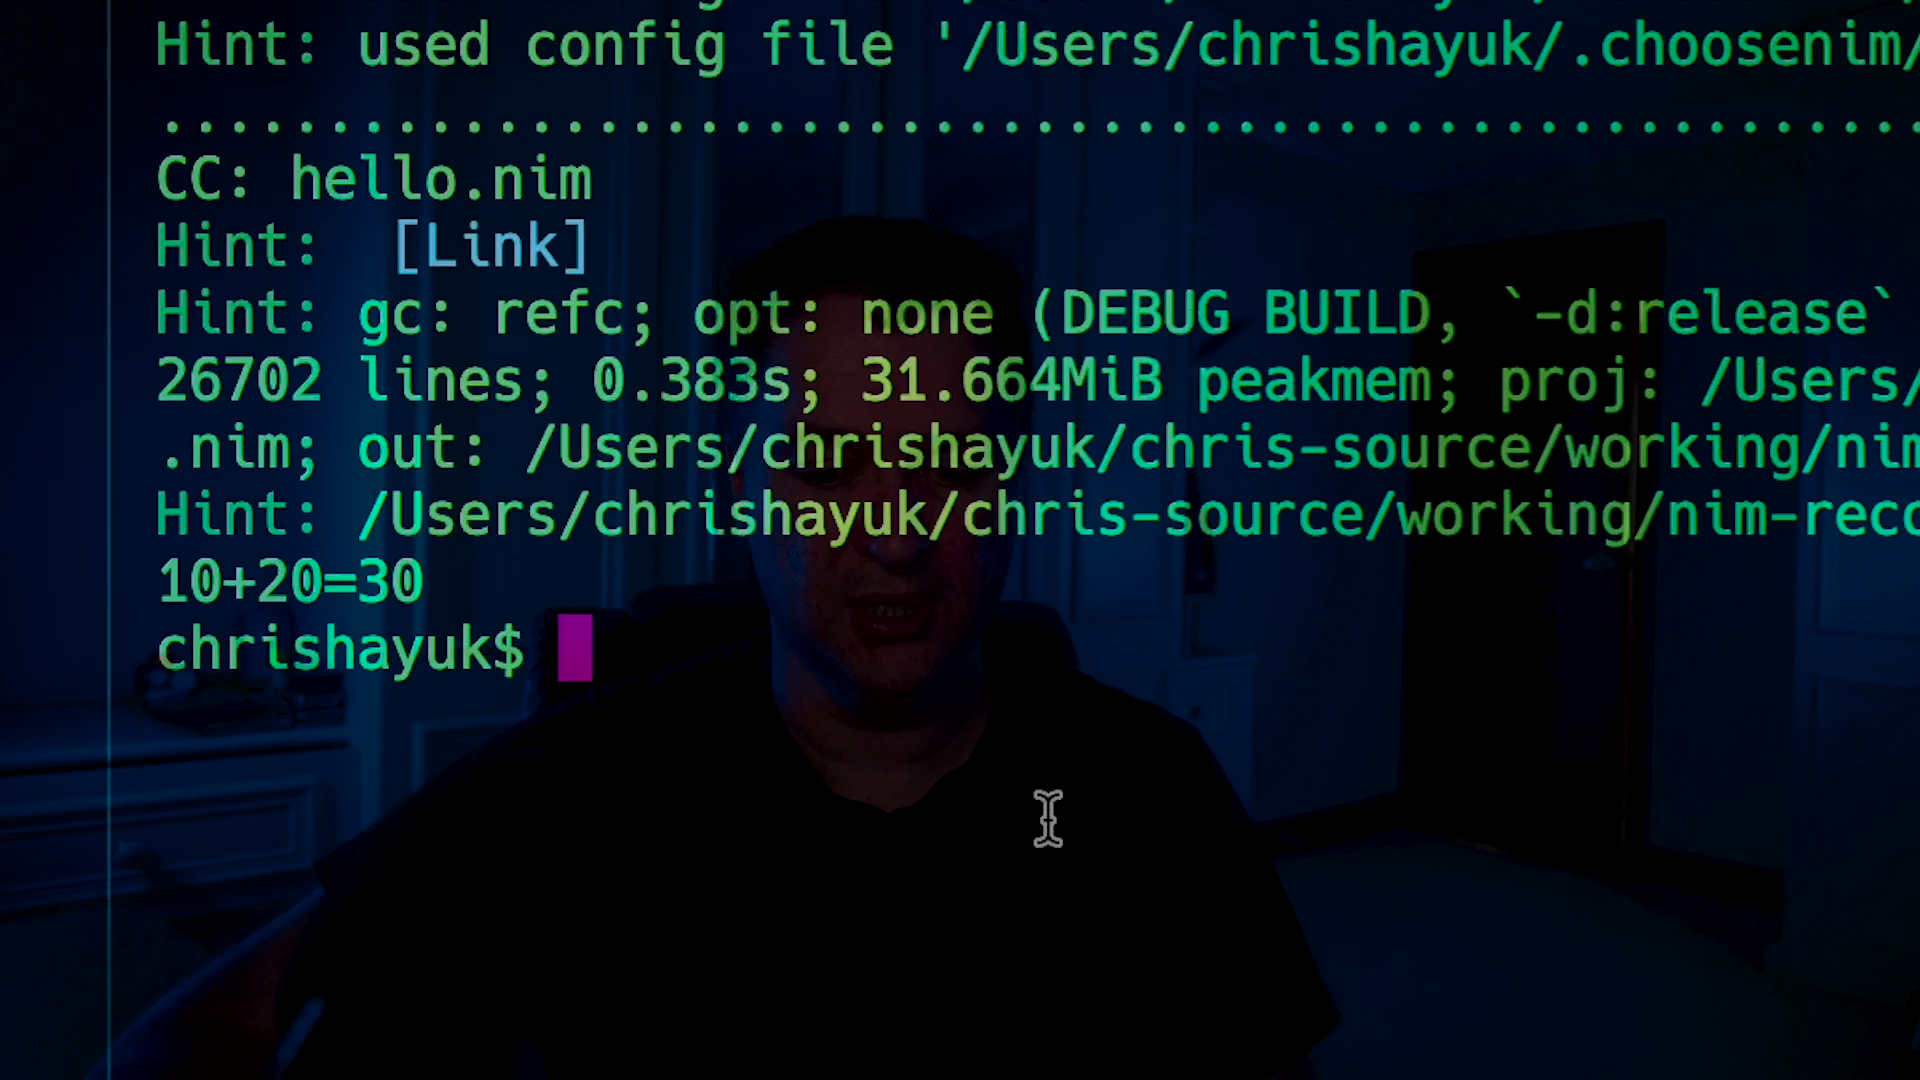 Hint: used config file '/Users/chrishayuk/.choosenim/
....................................................
CC: hello.nim
Hint:  [Link]
Hint: gc: refc; opt: none (DEBUG BUILD, `-d:release`
26702 lines; 0.383s; 31.664MiB peakmem; proj: /Users/
.nim; out: /Users/chrishayuk/chris-source/working/nim
Hint: /Users/chrishayuk/chris-source/working/nim-reco
10+20=30
chrishayuk$